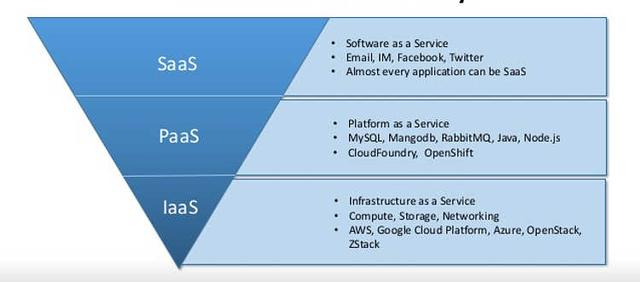 SaaS
• Software as a Service
• Email, IM, Facebook, Twitter
• Almost every application can be SaaS
PaaS
• Platform as a Service
• MySQL, Mangodb, RabbitMQ, Java, Node.js
• CloudFoundry, OpenShift
IaaS
• Infrastructure as a Service
• Compute, Storage, Networking
• AWS, Google Cloud Platform, Azure, OpenStack,
ZStack